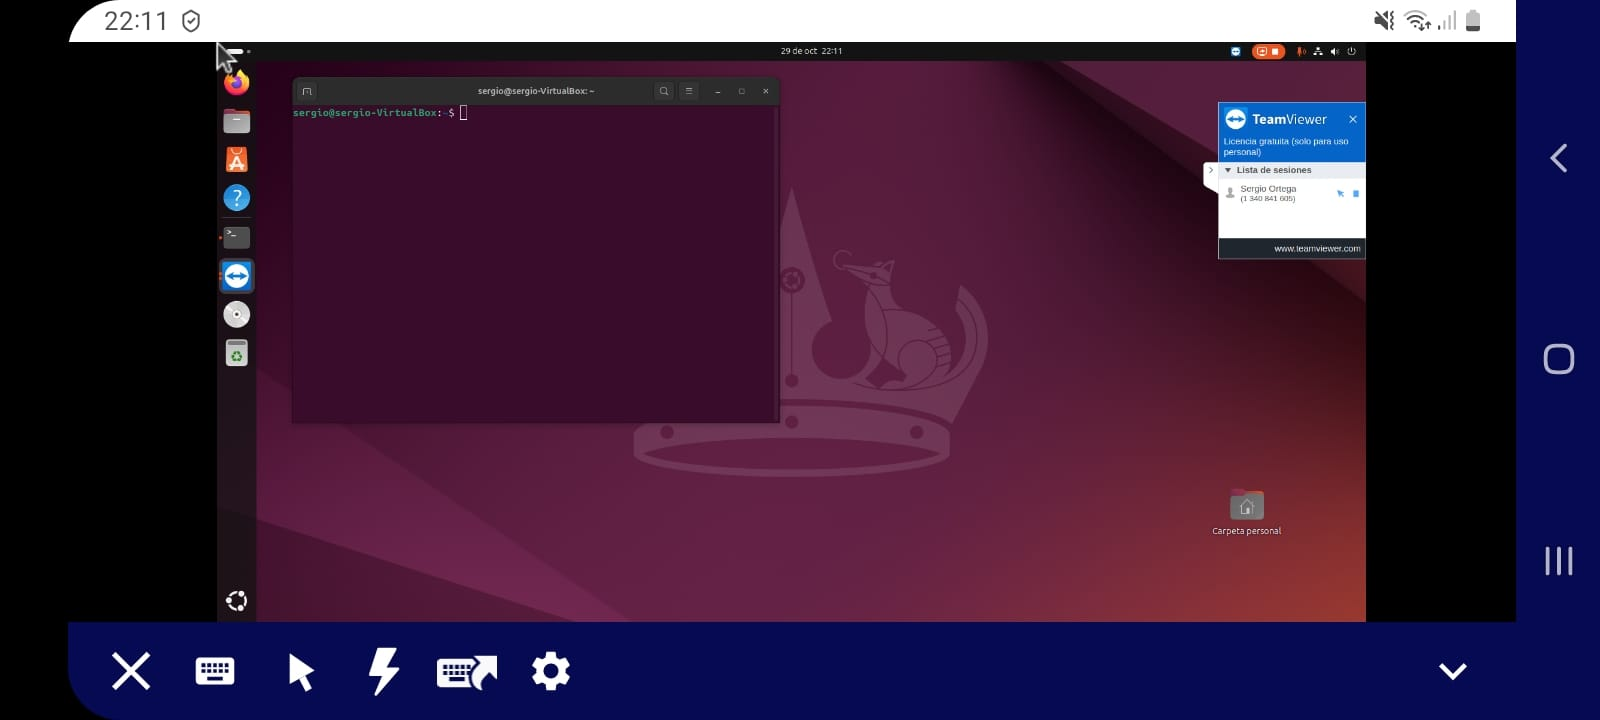 22:11
29 de oct 22:11
sergio@sergio-VirtualBox: ~
sergio@sergio-VirtualBox:~$
TeamViewer
Licencia gratuita (solo para uso
personal)
Lista de sesiones
Sergio Ortega
(1 340 841 605)
www.teamviewer.com
Carpeta personal